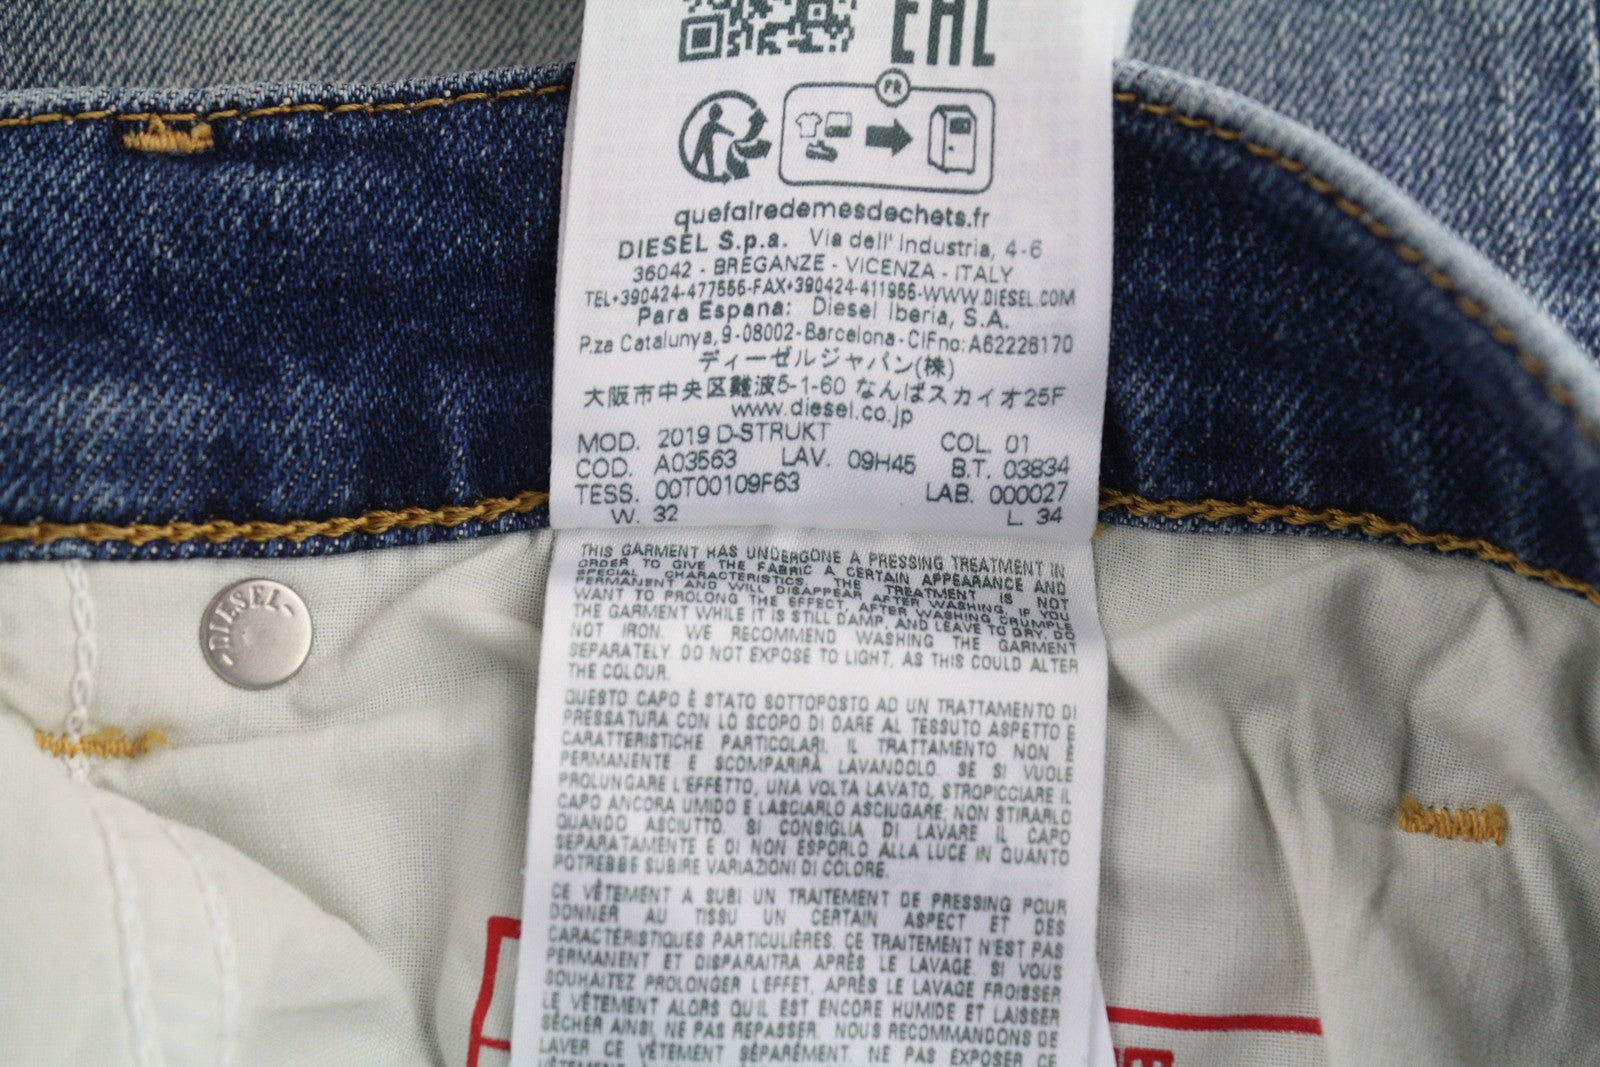 EAC
FR
quefairedemesdechets.fr
DIESEL S.p.a. Via dell' Industria, 4-6
36042 - BREGANZE - VICENZA - ITALY
TEL+390424-477555-FAX+390424-411955-WWW.DIESEL.COM
Para Espana: Diesel Iberia, S.A.
P.za Catalunya, 9-08002-Barcelona-CIFno:A62226170
ディーゼルジャパン(株)
大阪市中央区難波5-1-60 なんばスカイオ25F
www.diesel.co.jp
MOD. 2019 D-STRUKT COL. 01
COD. A03563 LAV. 09H45 B.T. 03834
TESS. 00T00109F63 LAB. 000027
W. 32 L. 34
THIS GARMENT HAS UNDERGONE A PRESSING TREATMENT IN
ORDER TO GIVE THE FABRIC A CERTAIN APPEARANCE AND
SPECIAL CHARACTERISTICS. THE TREATMENT IS NOT
PERMANENT AND WILL DISAPPEAR AFTER WASHING. IF YOU
WANT TO PROLONG THE EFFECT, AFTER WASHING CRUMPLE
THE GARMENT WHILE IT IS STILL DAMP, AND LEAVE TO DRY. DO
NOT IRON. WE RECOMMEND WASHING THE GARMENT
SEPARATELY. DO NOT EXPOSE TO LIGHT, AS THIS COULD ALTER
THE COLOUR.
QUESTO CAPO È STATO SOTTOPOSTO AD UN TRATTAMENTO DI
PRESSATURA CON LO SCOPO DI DARE AL TESSUTO ASPETTO E
CARATTERISTICHE PARTICOLARI. IL TRATTAMENTO NON È
PERMANENTE E SCOMPARIRÀ LAVANDOLO. SE SI VUOLE
PROLUNGARE L'EFFETTO, UNA VOLTA LAVATO, STROPICCIARE IL
CAPO ANCORA UMIDO E LASCIARLO ASCIUGARE; NON STIRARLO
QUANDO ASCIUTTO. SI CONSIGLIA DI LAVARE IL CAPO
SEPARATAMENTE E DI NON ESPORLO ALLA LUCE IN QUANTO
POTREBBE SUBIRE VARIAZIONI DI COLORE.
CE VÊTEMENT A SUBI UN TRAITEMENT DE PRESSING POUR
DONNER AU TISSU UN CERTAIN ASPECT ET DES
CARACTÉRISTIQUES PARTICULIÈRES. CE TRAITEMENT N'EST PAS
PERMANENT ET DISPARAITRA APRÈS LE LAVAGE. SI VOUS
SOUHAITEZ PROLONGER L'EFFET, APRÈS LE LAVAGE FROISSER
LE VÊTEMENT ALORS QU'IL EST ENCORE HUMIDE ET LAISSER
SÉCHER AINSI, NE PAS REPASSER. NOUS RECOMMANDONS DE
LAVER CE VÊTEMENT SÉPARÉMENT. NE PAS EXPOSER CE
DIESEL